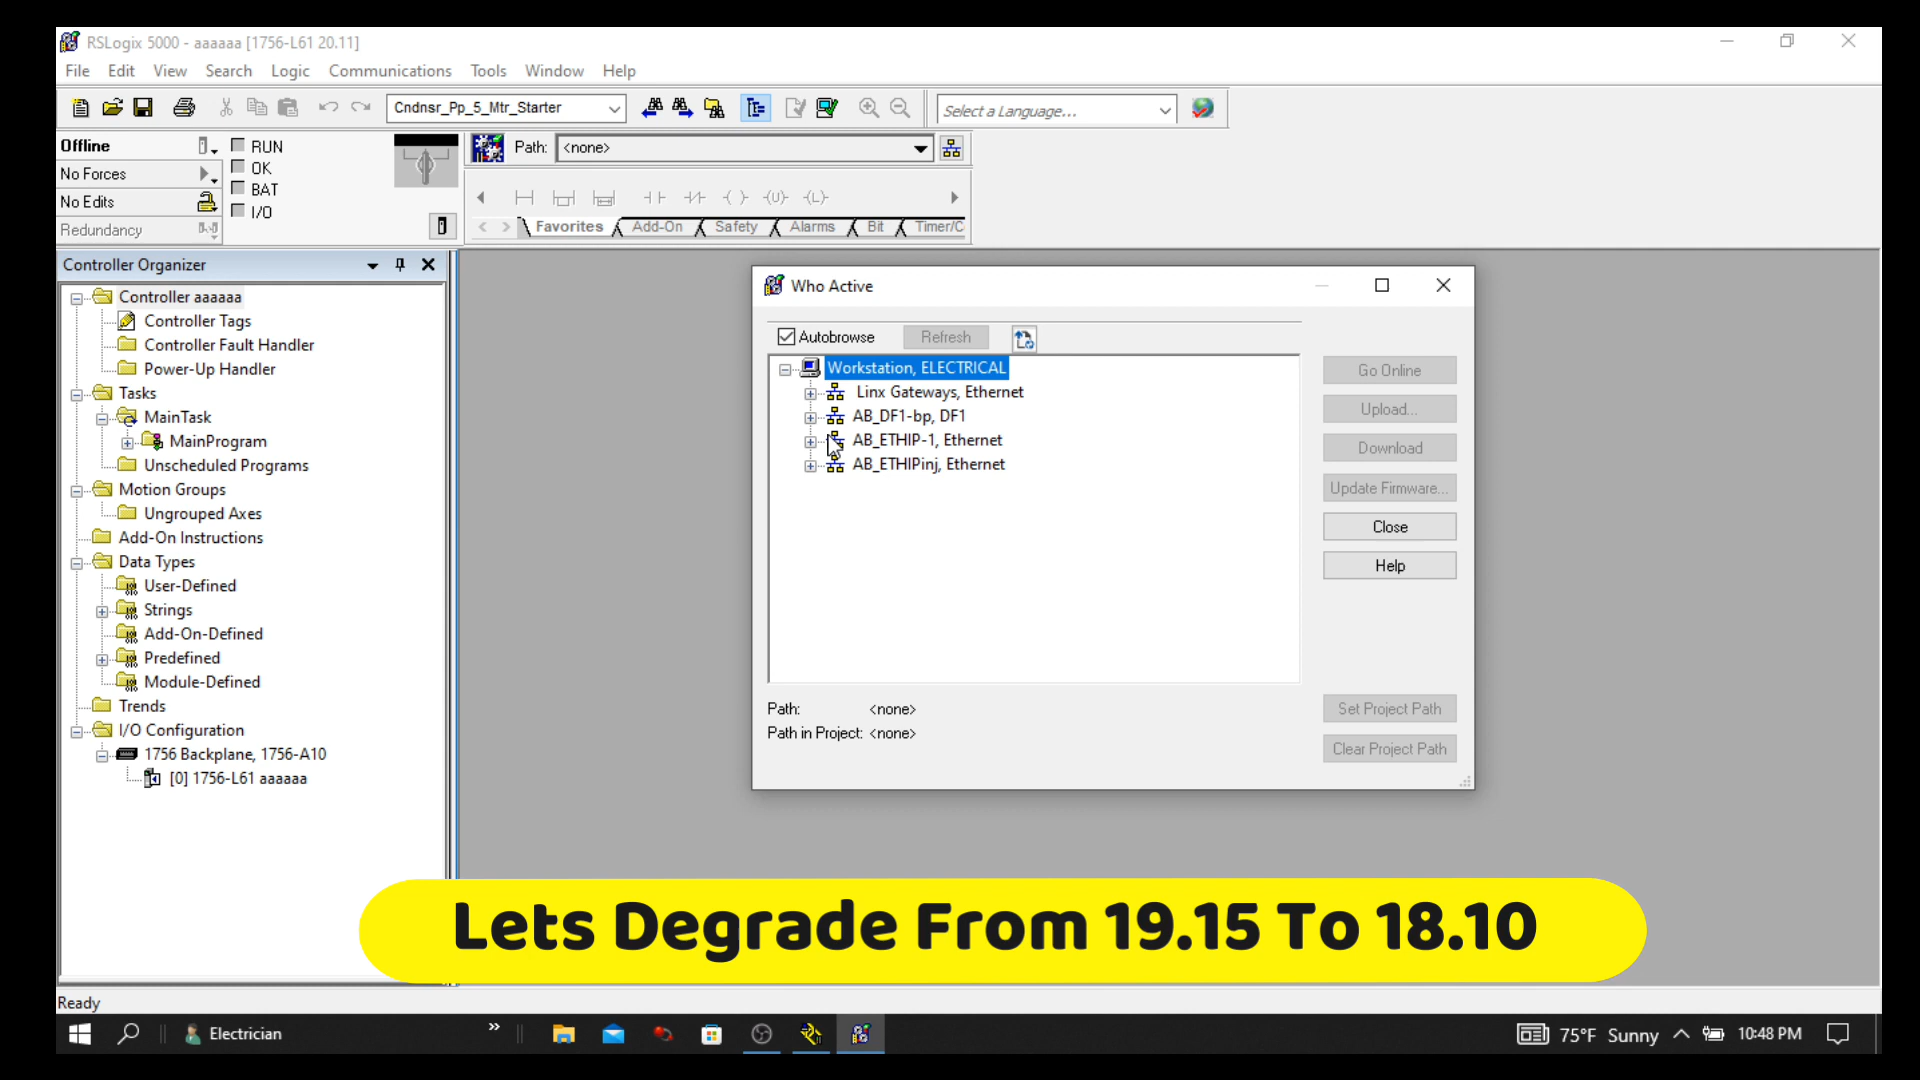 RSLogix 5000 - aaaaaa [1756-L61 20.11]
File Edit View Search Logic Communications Tools Window Help
Cndnsr_Pp_5_Mtr_Starter
Select a Language...
Offline
RUN
No Forces
OK
No Edits
BAT
Redundancy
I/O
Path: <none>
Favorites Add-On Safety Alarms Bit Timer/C
Controller Organizer
Controller aaaaaa
Controller Tags
Controller Fault Handler
Power-Up Handler
Tasks
MainTask
MainProgram
Unscheduled Programs
Motion Groups
Ungrouped Axes
Add-On Instructions
Data Types
User-Defined
Strings
Add-On-Defined
Predefined
Module-Defined
Trends
I/O Configuration
1756 Backplane, 1756-A10
[0] 1756-L61 aaaaaa
Who Active
Autobrowse Refresh
Workstation, ELECTRICAL
Linx Gateways, Ethernet
AB_DF1-bp, DF1
AB_ETHIP-1, Ethernet
AB_ETHIPinj, Ethernet
Go Online
Upload...
Download
Update Firmware...
Close
Help
Path: <none>
Path in Project: <none>
Set Project Path
Clear Project Path
Lets Degrade From 19.15 To 18.10
Ready
Electrician
75°F Sunny
10:48 PM